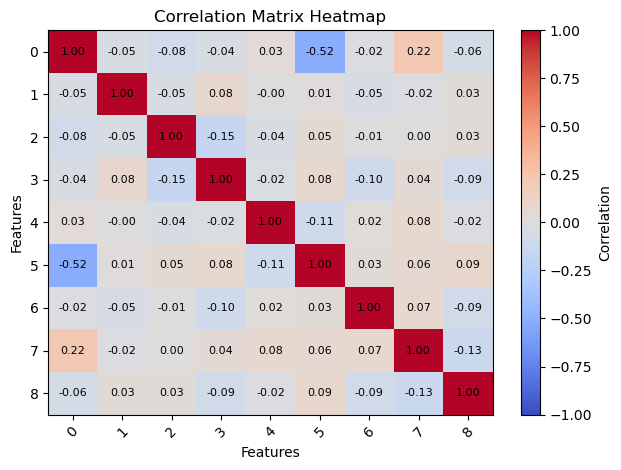 Correlation Matrix Heatmap
0 1.00 -0.05 -0.08 -0.04 0.03 -0.52 -0.02 0.22 -0.06
1 -0.05 1.00 -0.05 0.08 -0.00 0.01 -0.05 -0.02 0.03
2 -0.08 -0.05 1.00 -0.15 -0.04 0.05 -0.01 0.00 0.03
3 -0.04 0.08 -0.15 1.00 -0.02 0.08 -0.10 0.04 -0.09
4 0.03 -0.00 -0.04 -0.02 1.00 -0.11 0.02 0.08 -0.02
5 -0.52 0.01 0.05 0.08 -0.11 1.00 0.03 0.06 0.09
6 -0.02 -0.05 -0.01 -0.10 0.02 0.03 1.00 0.07 -0.09
7 0.22 -0.02 0.00 0.04 0.08 0.06 0.07 1.00 -0.13
8 -0.06 0.03 0.03 -0.09 -0.02 0.09 -0.09 -0.13 1.00
0 1 2 3 4 5 6 7 8
Features
Features
1.00
0.75
0.50
0.25
0.00
−0.25
−0.50
−0.75
−1.00
Correlation